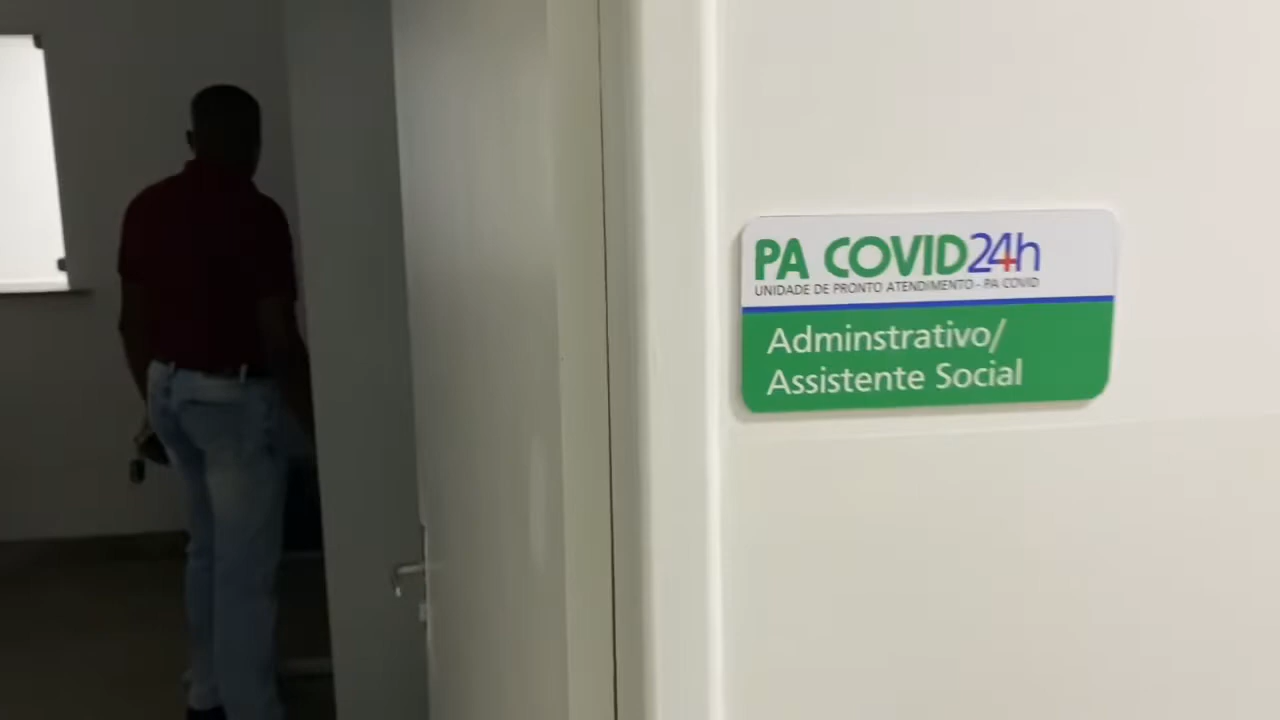 PA COVID24h
UNIDADE DE PRONTO ATENDIMENTO - PA COVID
Adminstrativo/
Assistente Social